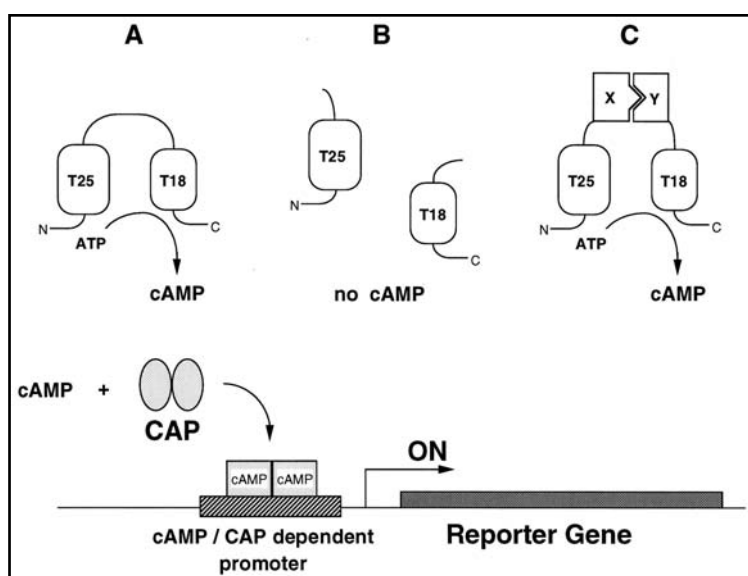 A B C
X Y
T25 T18
T25
T18
T25 T18
N C
ATP
N
C
N C
ATP
cAMP
no cAMP
cAMP
cAMP +
CAP
ON
cAMP cAMP
cAMP / CAP dependent
promoter
Reporter Gene